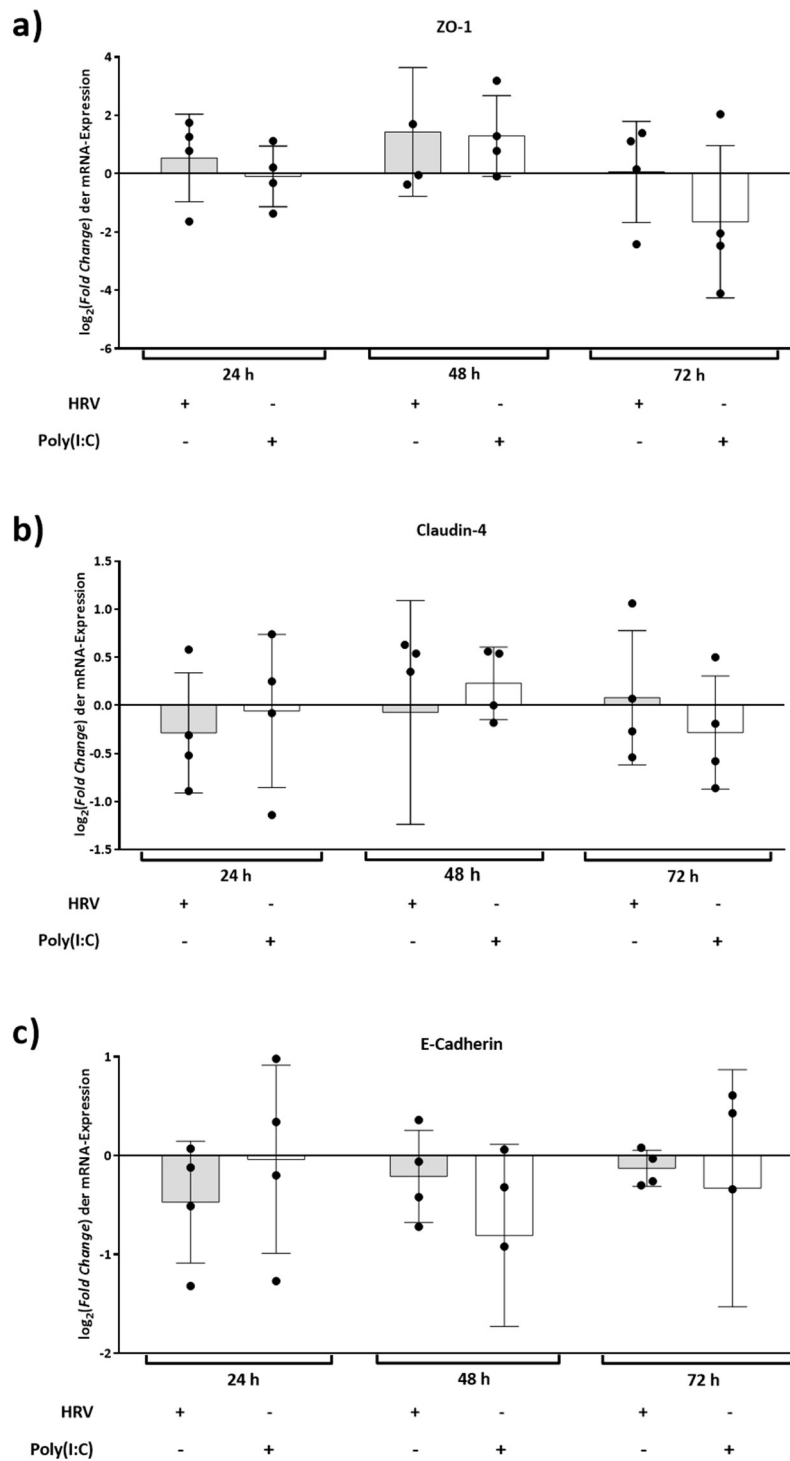 a)
ZO-1
log2(Fold Change) der mRNA-Expression
4
2
0
-2
-4
-6
24 h 48 h 72 h
HRV + - + - + -
Poly(I:C) - + - + - +
b)
Claudin-4
log2(Fold Change) der mRNA-Expression
1.5
1.0
0.5
0.0
-0.5
-1.0
-1.5
24 h 48 h 72 h
HRV + - + - + -
Poly(I:C) - + - + - +
c)
E-Cadherin
log2(Fold Change) der mRNA-Expression
1
0
-1
-2
24 h 48 h 72 h
HRV + - + - + -
Poly(I:C) - + - + - +